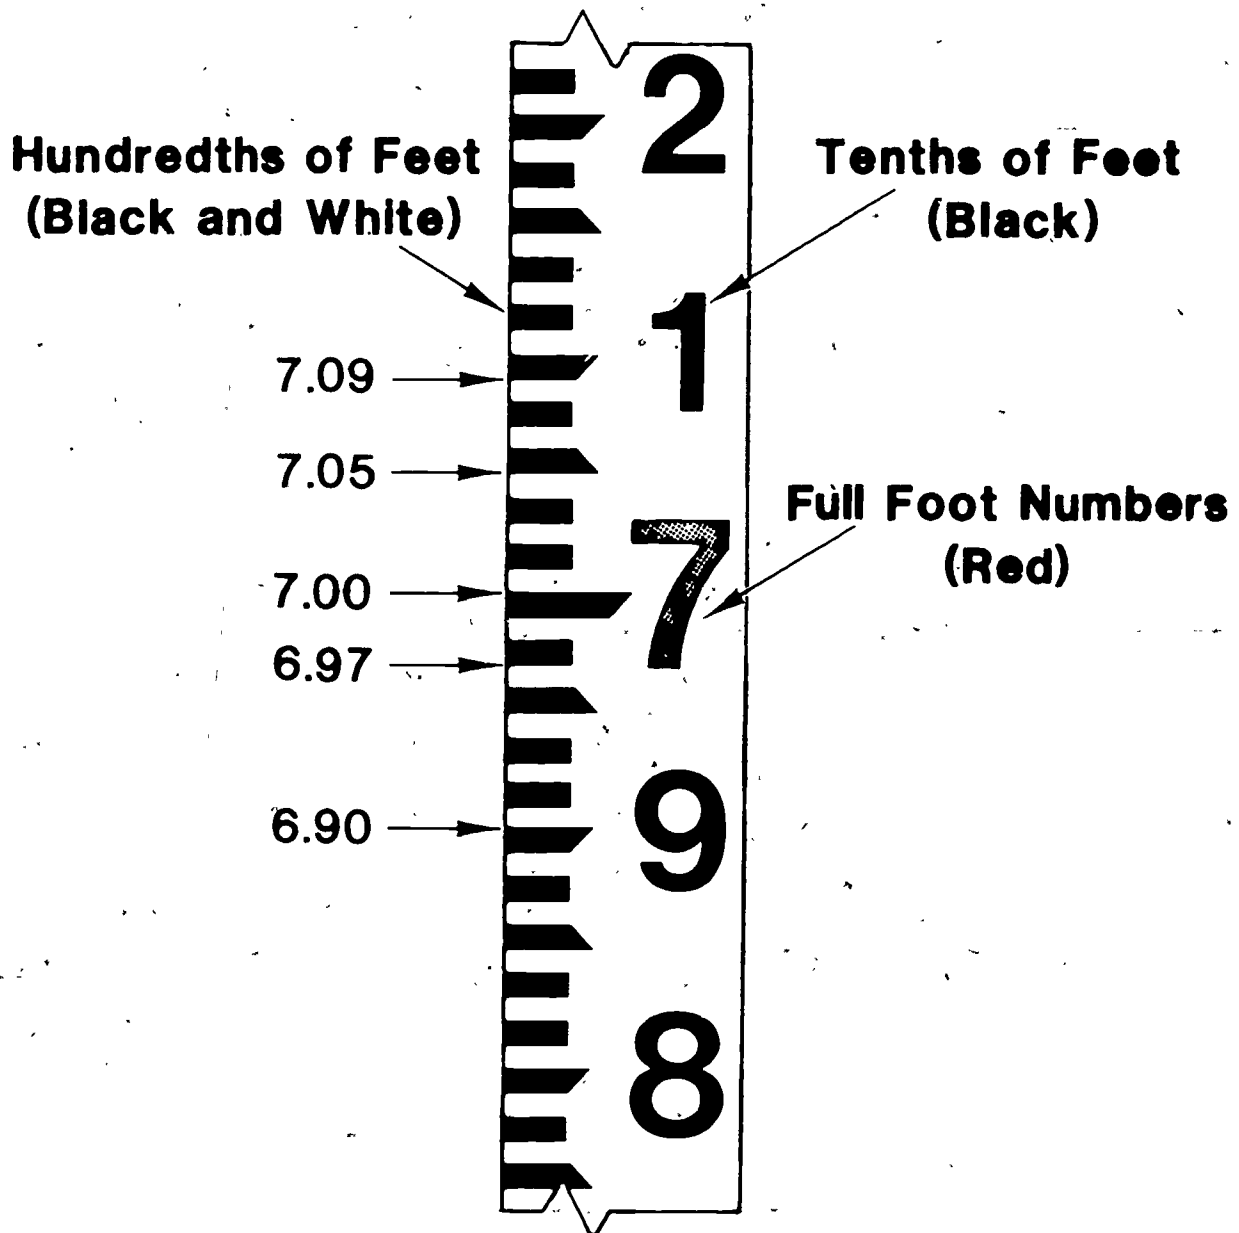 2
Hundredths of Feet
(Black and White)
Tenths of Feet
(Black)
1
7.09
7.05
Full Foot Numbers
(Red)
7
7.00
6.97
9
6.90
8